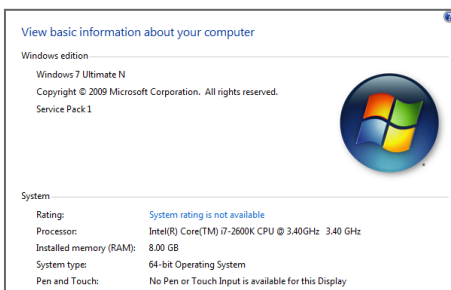 View basic information about your computer
Windows edition
Windows 7 Ultimate N
Copyright © 2009 Microsoft Corporation. All rights reserved.
Service Pack 1
System
Rating: System rating is not available
Processor: Intel(R) Core(TM) i7-2600K CPU @ 3.40GHz 3.40 GHz
Installed memory (RAM): 8.00 GB
System type: 64-bit Operating System
Pen and Touch: No Pen or Touch Input is available for this Display